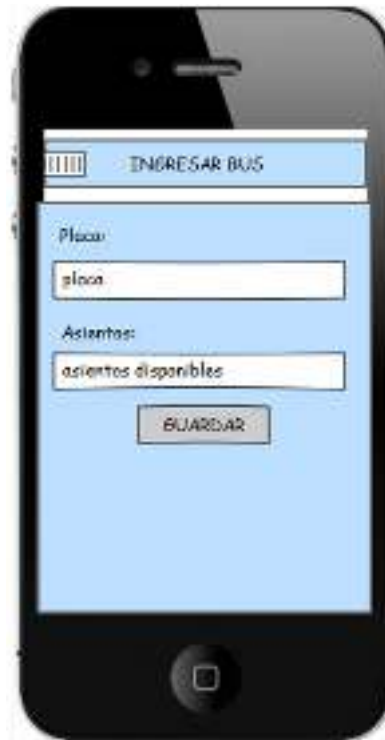 INGRESAR BUS
Placa:
placa
Asientos:
asientos disponibles
GUARDAR